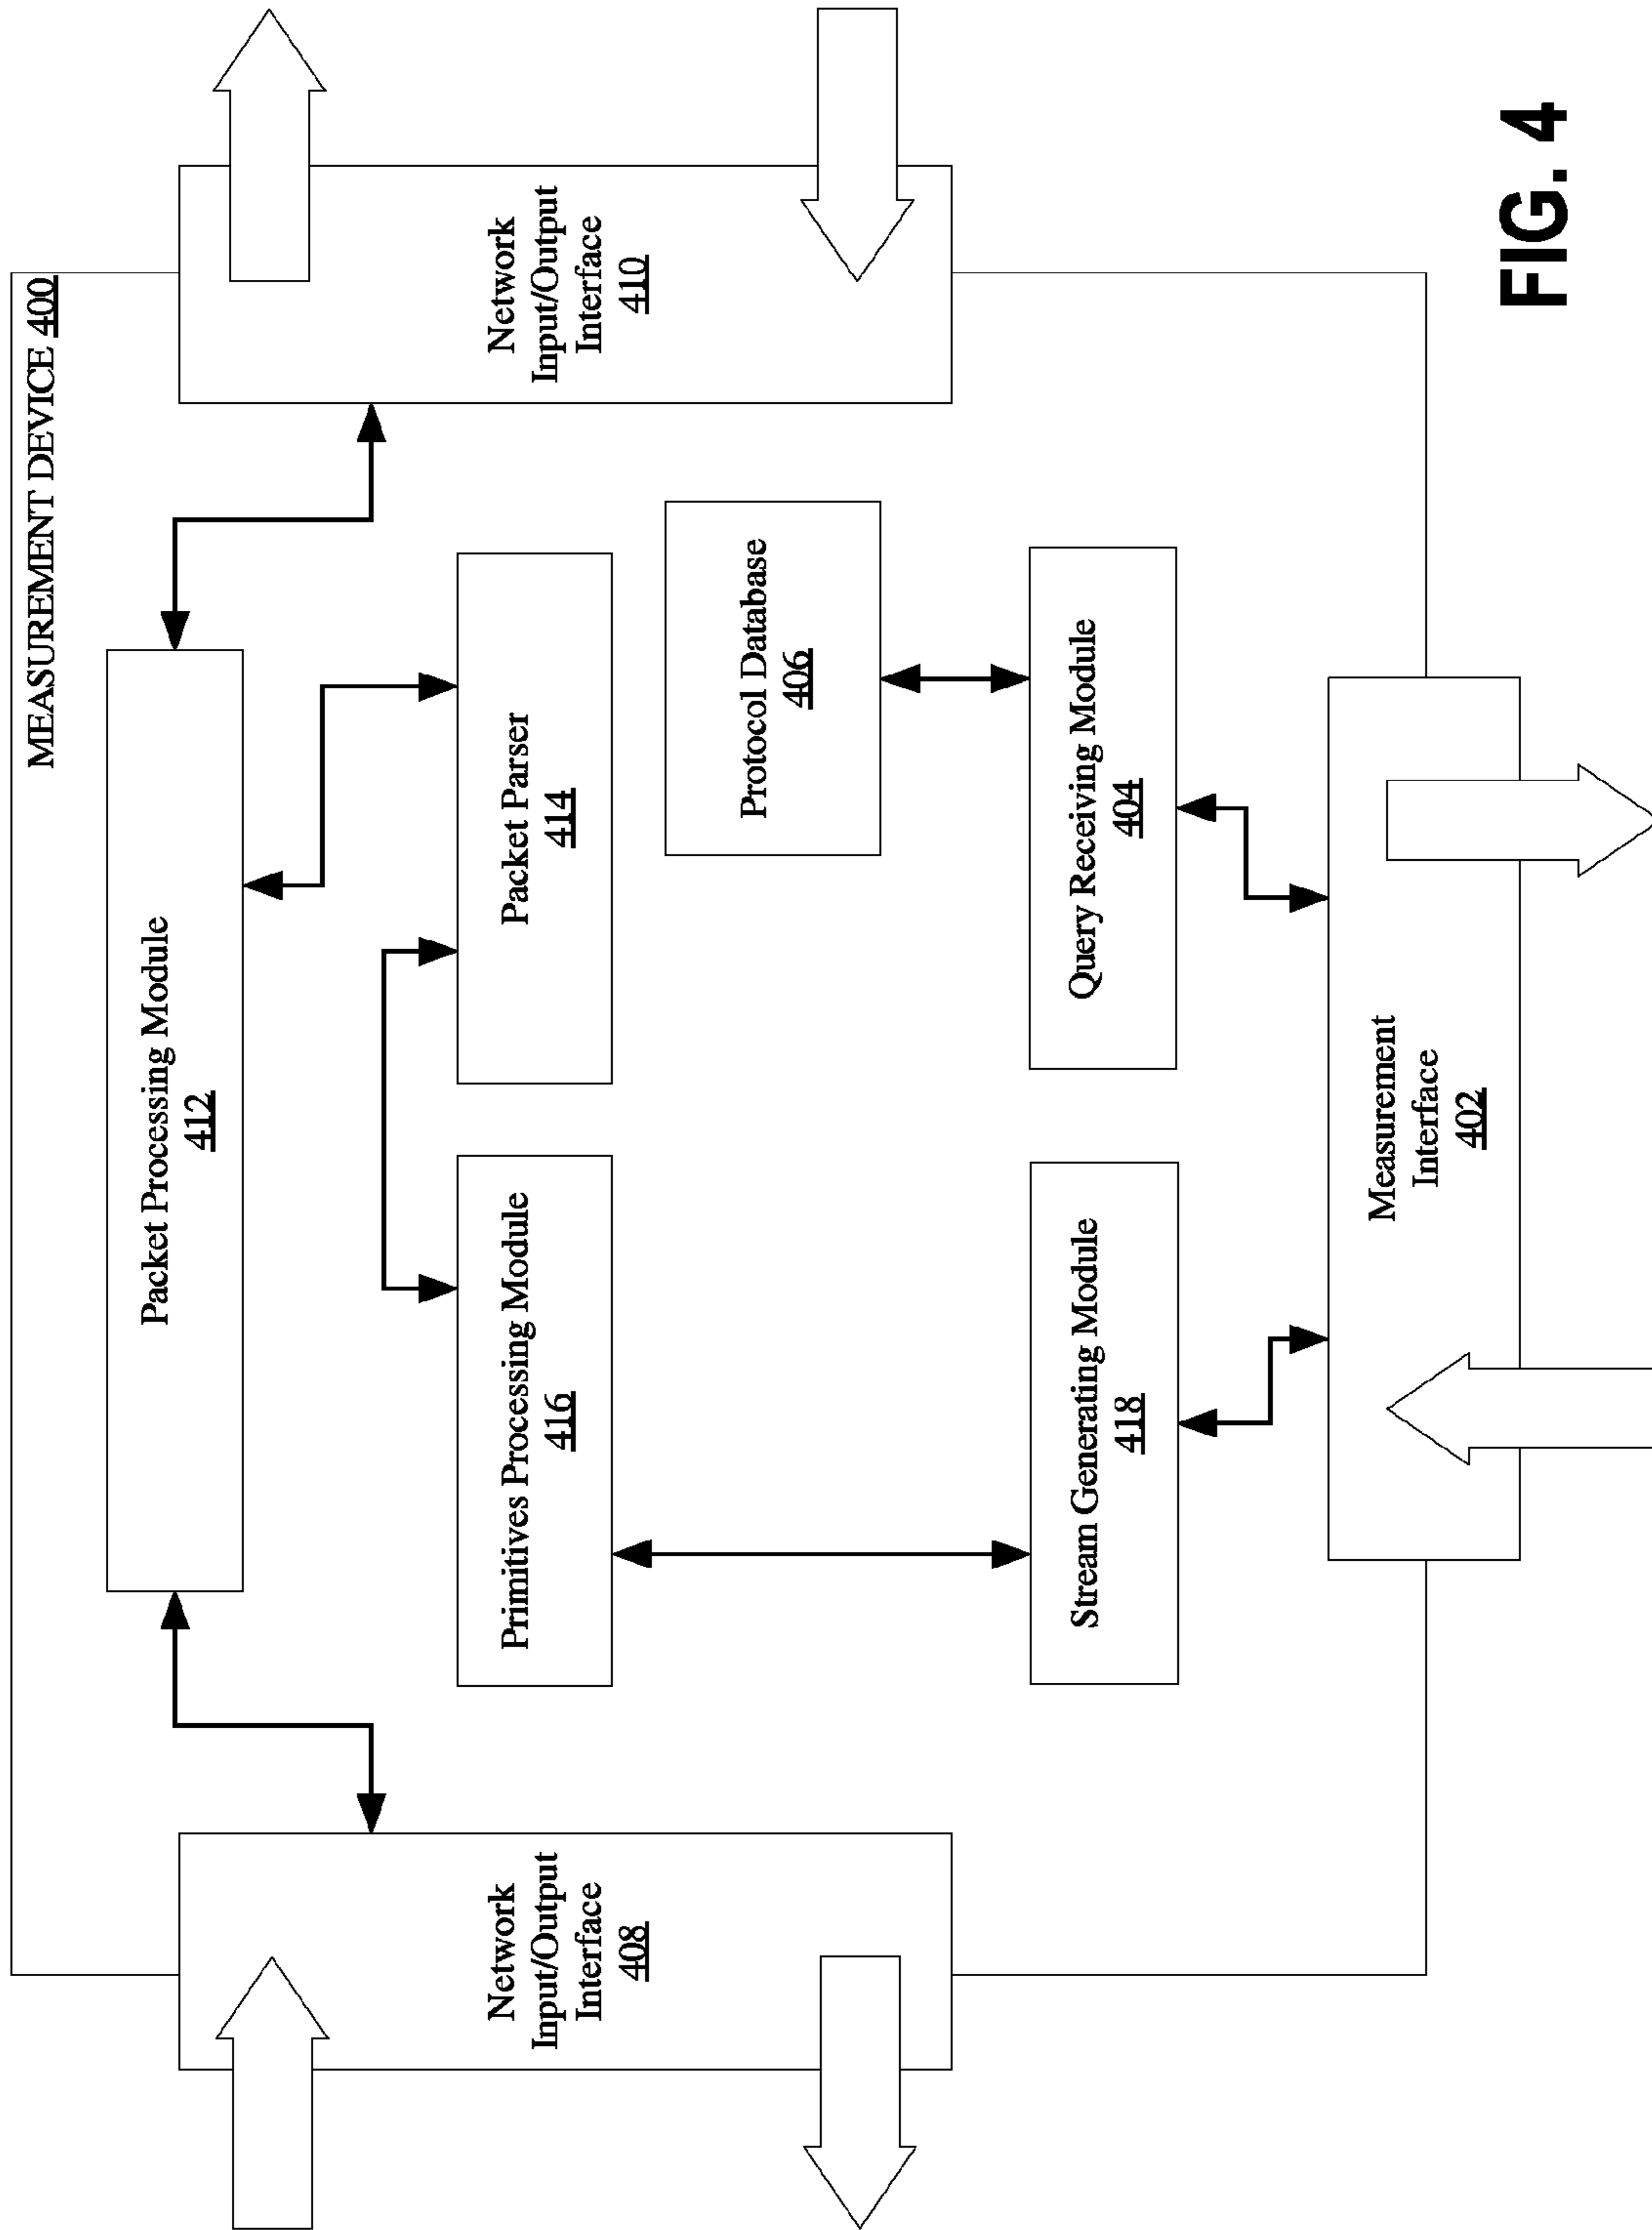 MEASUREMENT DEVICE 400
Packet Processing Module
412
Network
Input/Output
Interface
408
Primitives Processing Module
416
Packet Parser
414
Network
Input/Output
Interface
410
Protocol Database
406
Stream Generating Module
418
Query Receiving Module
404
Measurement
Interface
402
FIG. 4